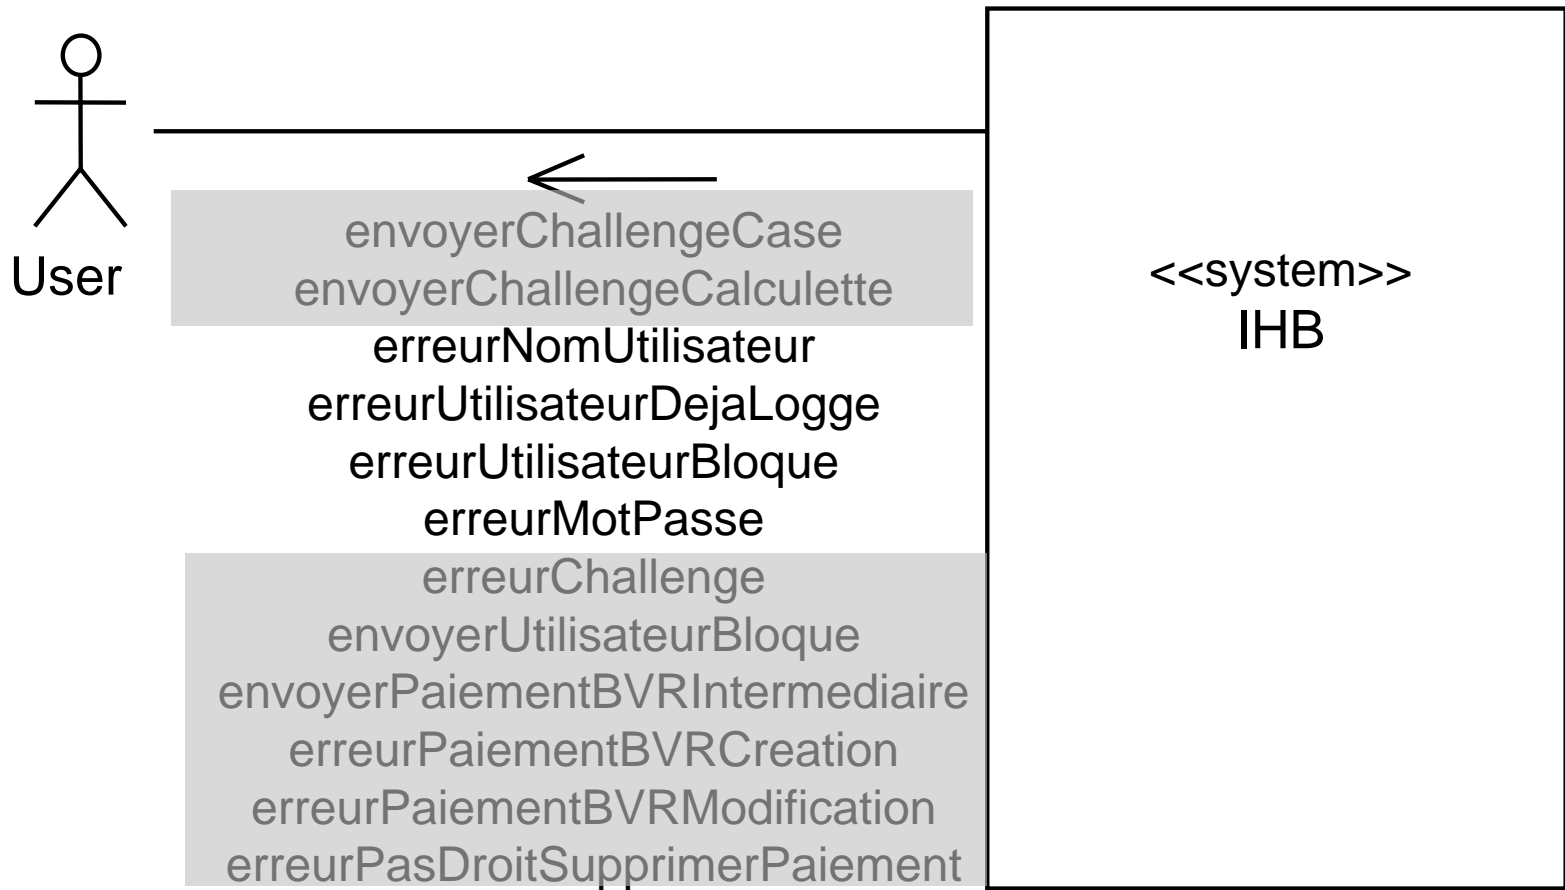 envoyerChallengeCase
User
envoyerChallengeCalculette
<<system>>
IHB
erreurNomUtilisateur
erreurUtilisateurDejaLogge
erreurUtilisateurBloque
erreurMotPasse
erreurChallenge
envoyerUtilisateurBloque
envoyerPaiementBVRIntermediaire
erreurPaiementBVRCreation
erreurPaiementBVRModification
erreurPasDroitSupprimerPaiement